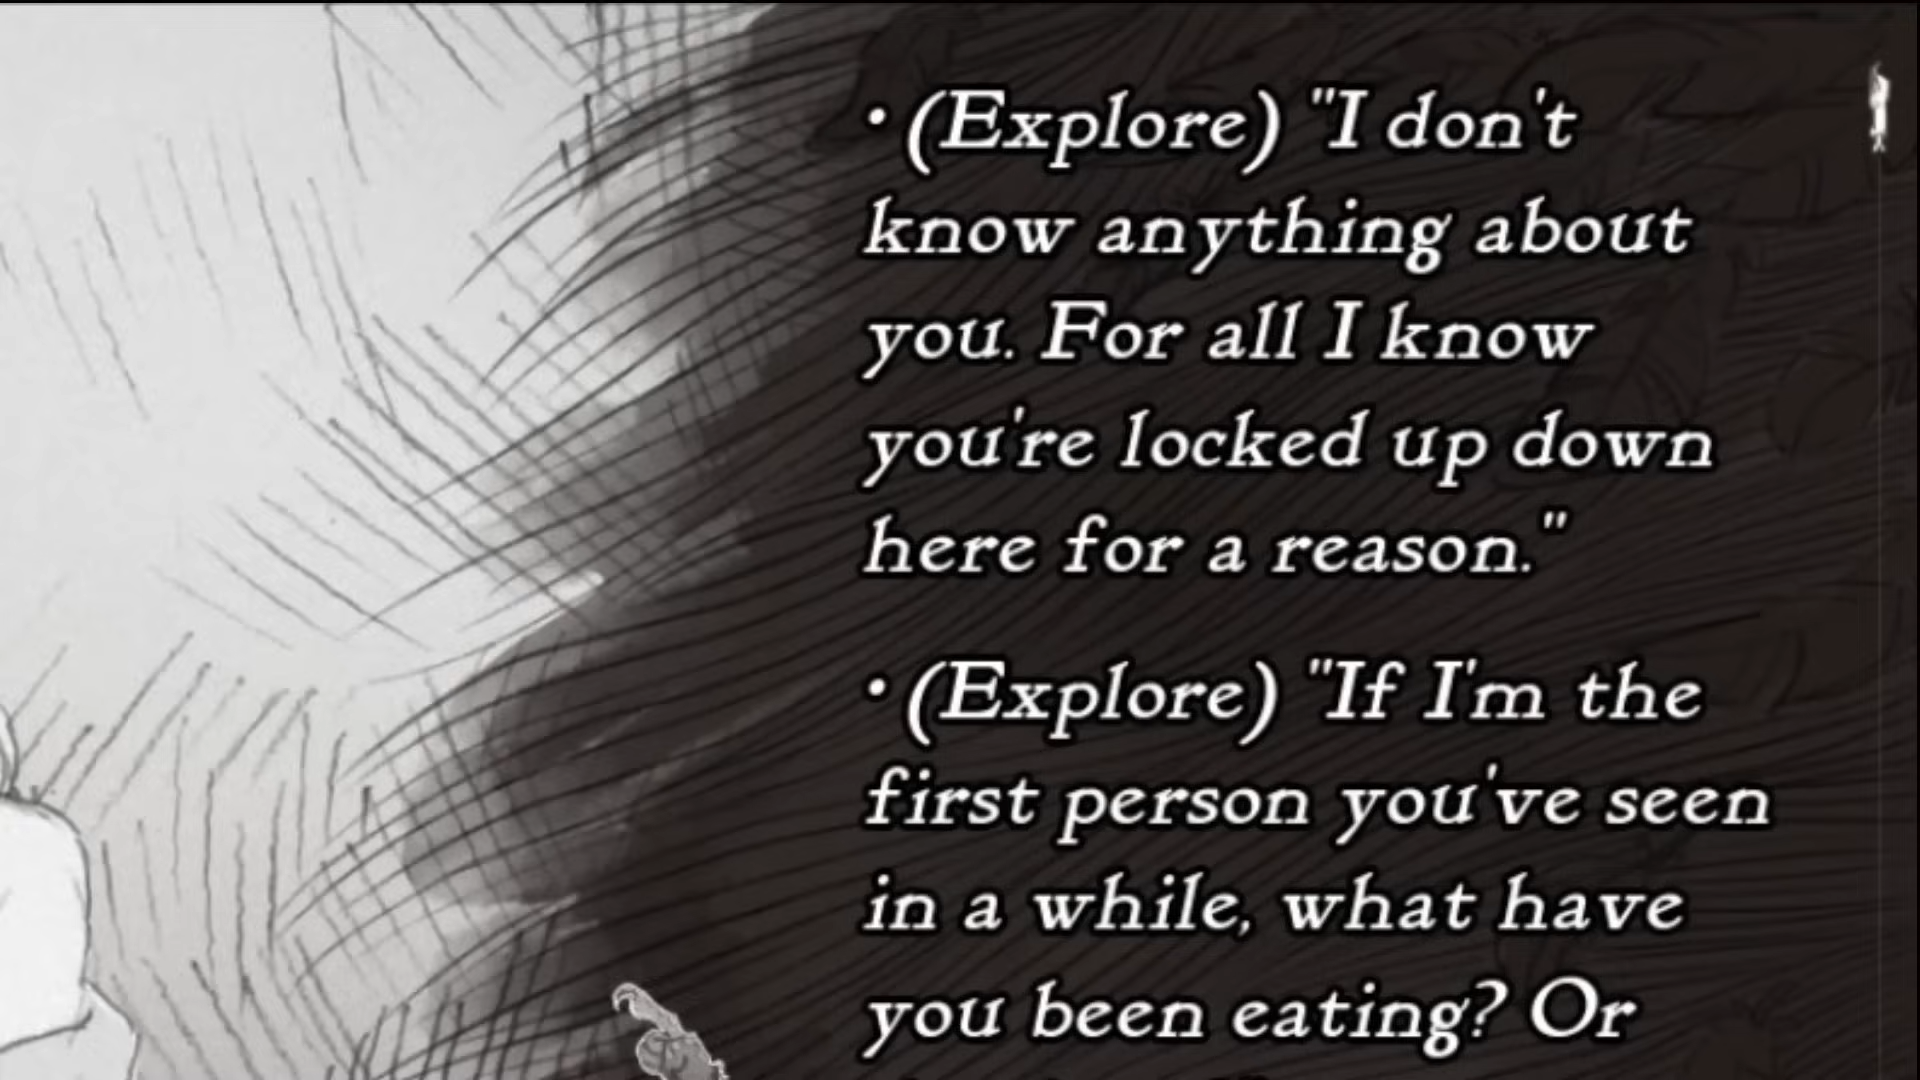 • (Explore) "I don't
know anything about
you. For all I know
you're locked up down
here for a reason."
• (Explore) "If I'm the
first person you've seen
in a while, what have
you been eating? Or